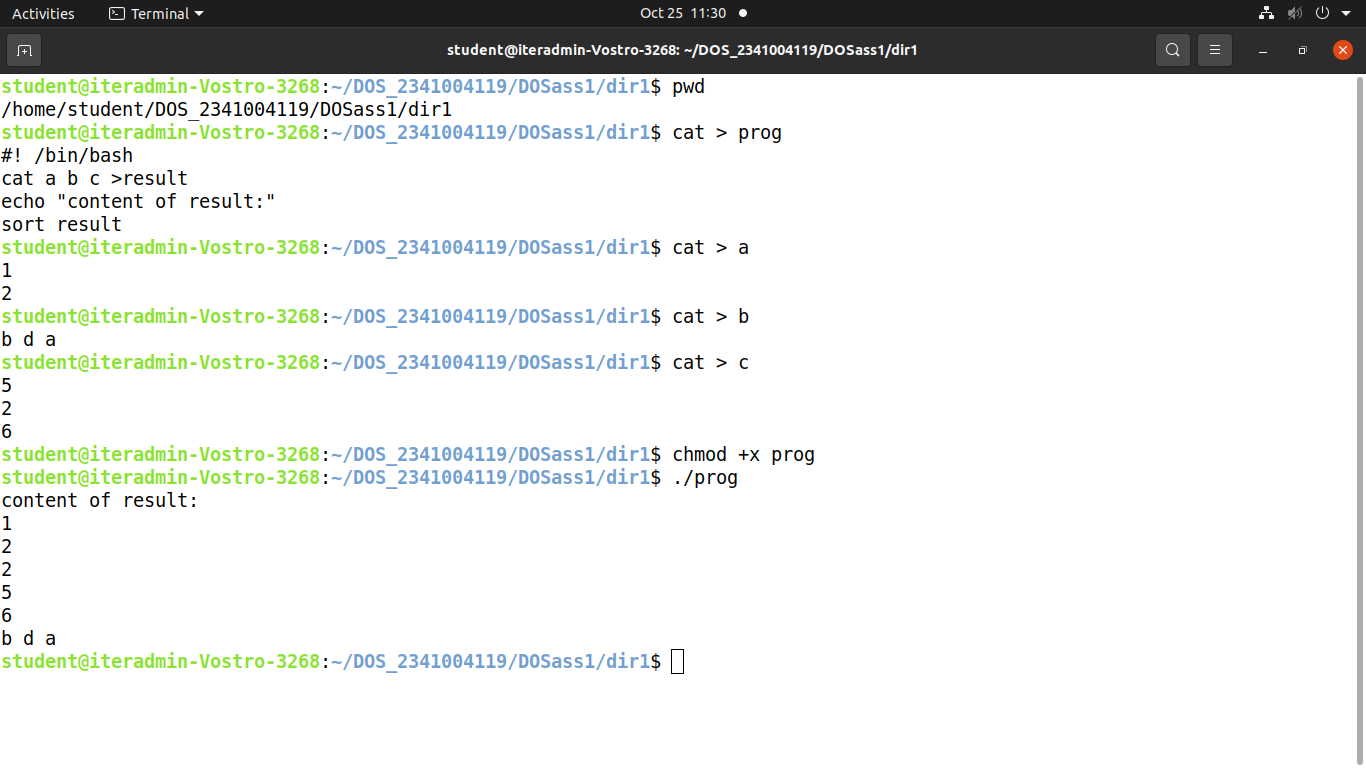 Activities Terminal Oct 25 11:30
student@iteradmin-Vostro-3268: ~/DOS_2341004119/DOSass1/dir1
student@iteradmin-Vostro-3268:~/DOS_2341004119/DOSass1/dir1$ pwd
/home/student/DOS_2341004119/DOSass1/dir1
student@iteradmin-Vostro-3268:~/DOS_2341004119/DOSass1/dir1$ cat > prog
#! /bin/bash
cat a b c >result
echo "content of result:"
sort result
student@iteradmin-Vostro-3268:~/DOS_2341004119/DOSass1/dir1$ cat > a
1
2
student@iteradmin-Vostro-3268:~/DOS_2341004119/DOSass1/dir1$ cat > b
b d a
student@iteradmin-Vostro-3268:~/DOS_2341004119/DOSass1/dir1$ cat > c
5
2
6
student@iteradmin-Vostro-3268:~/DOS_2341004119/DOSass1/dir1$ chmod +x prog
student@iteradmin-Vostro-3268:~/DOS_2341004119/DOSass1/dir1$ ./prog
content of result:
1
2
2
5
6
b d a
student@iteradmin-Vostro-3268:~/DOS_2341004119/DOSass1/dir1$